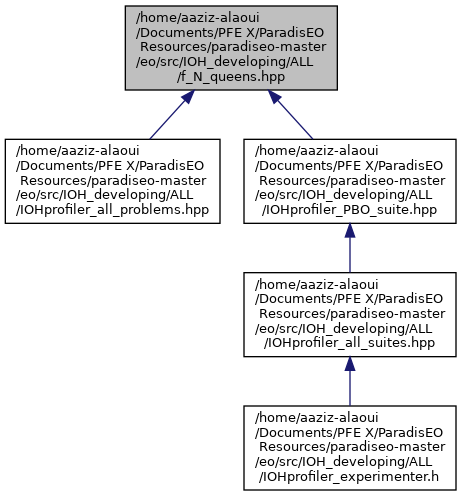 /home/aaziz-alaoui
/Documents/PFE X/ParadisEO
Resources/paradiseo-master
/eo/src/IOH_developing/ALL
/f_N_queens.hpp
/home/aaziz-alaoui
/Documents/PFE X/ParadisEO
Resources/paradiseo-master
/eo/src/IOH_developing/ALL
/IOHprofiler_all_problems.hpp
/home/aaziz-alaoui
/Documents/PFE X/ParadisEO
Resources/paradiseo-master
/eo/src/IOH_developing/ALL
/IOHprofiler_PBO_suite.hpp
/home/aaziz-alaoui
/Documents/PFE X/ParadisEO
Resources/paradiseo-master
/eo/src/IOH_developing/ALL
/IOHprofiler_all_suites.hpp
/home/aaziz-alaoui
/Documents/PFE X/ParadisEO
Resources/paradiseo-master
/eo/src/IOH_developing/ALL
/IOHprofiler_experimenter.h